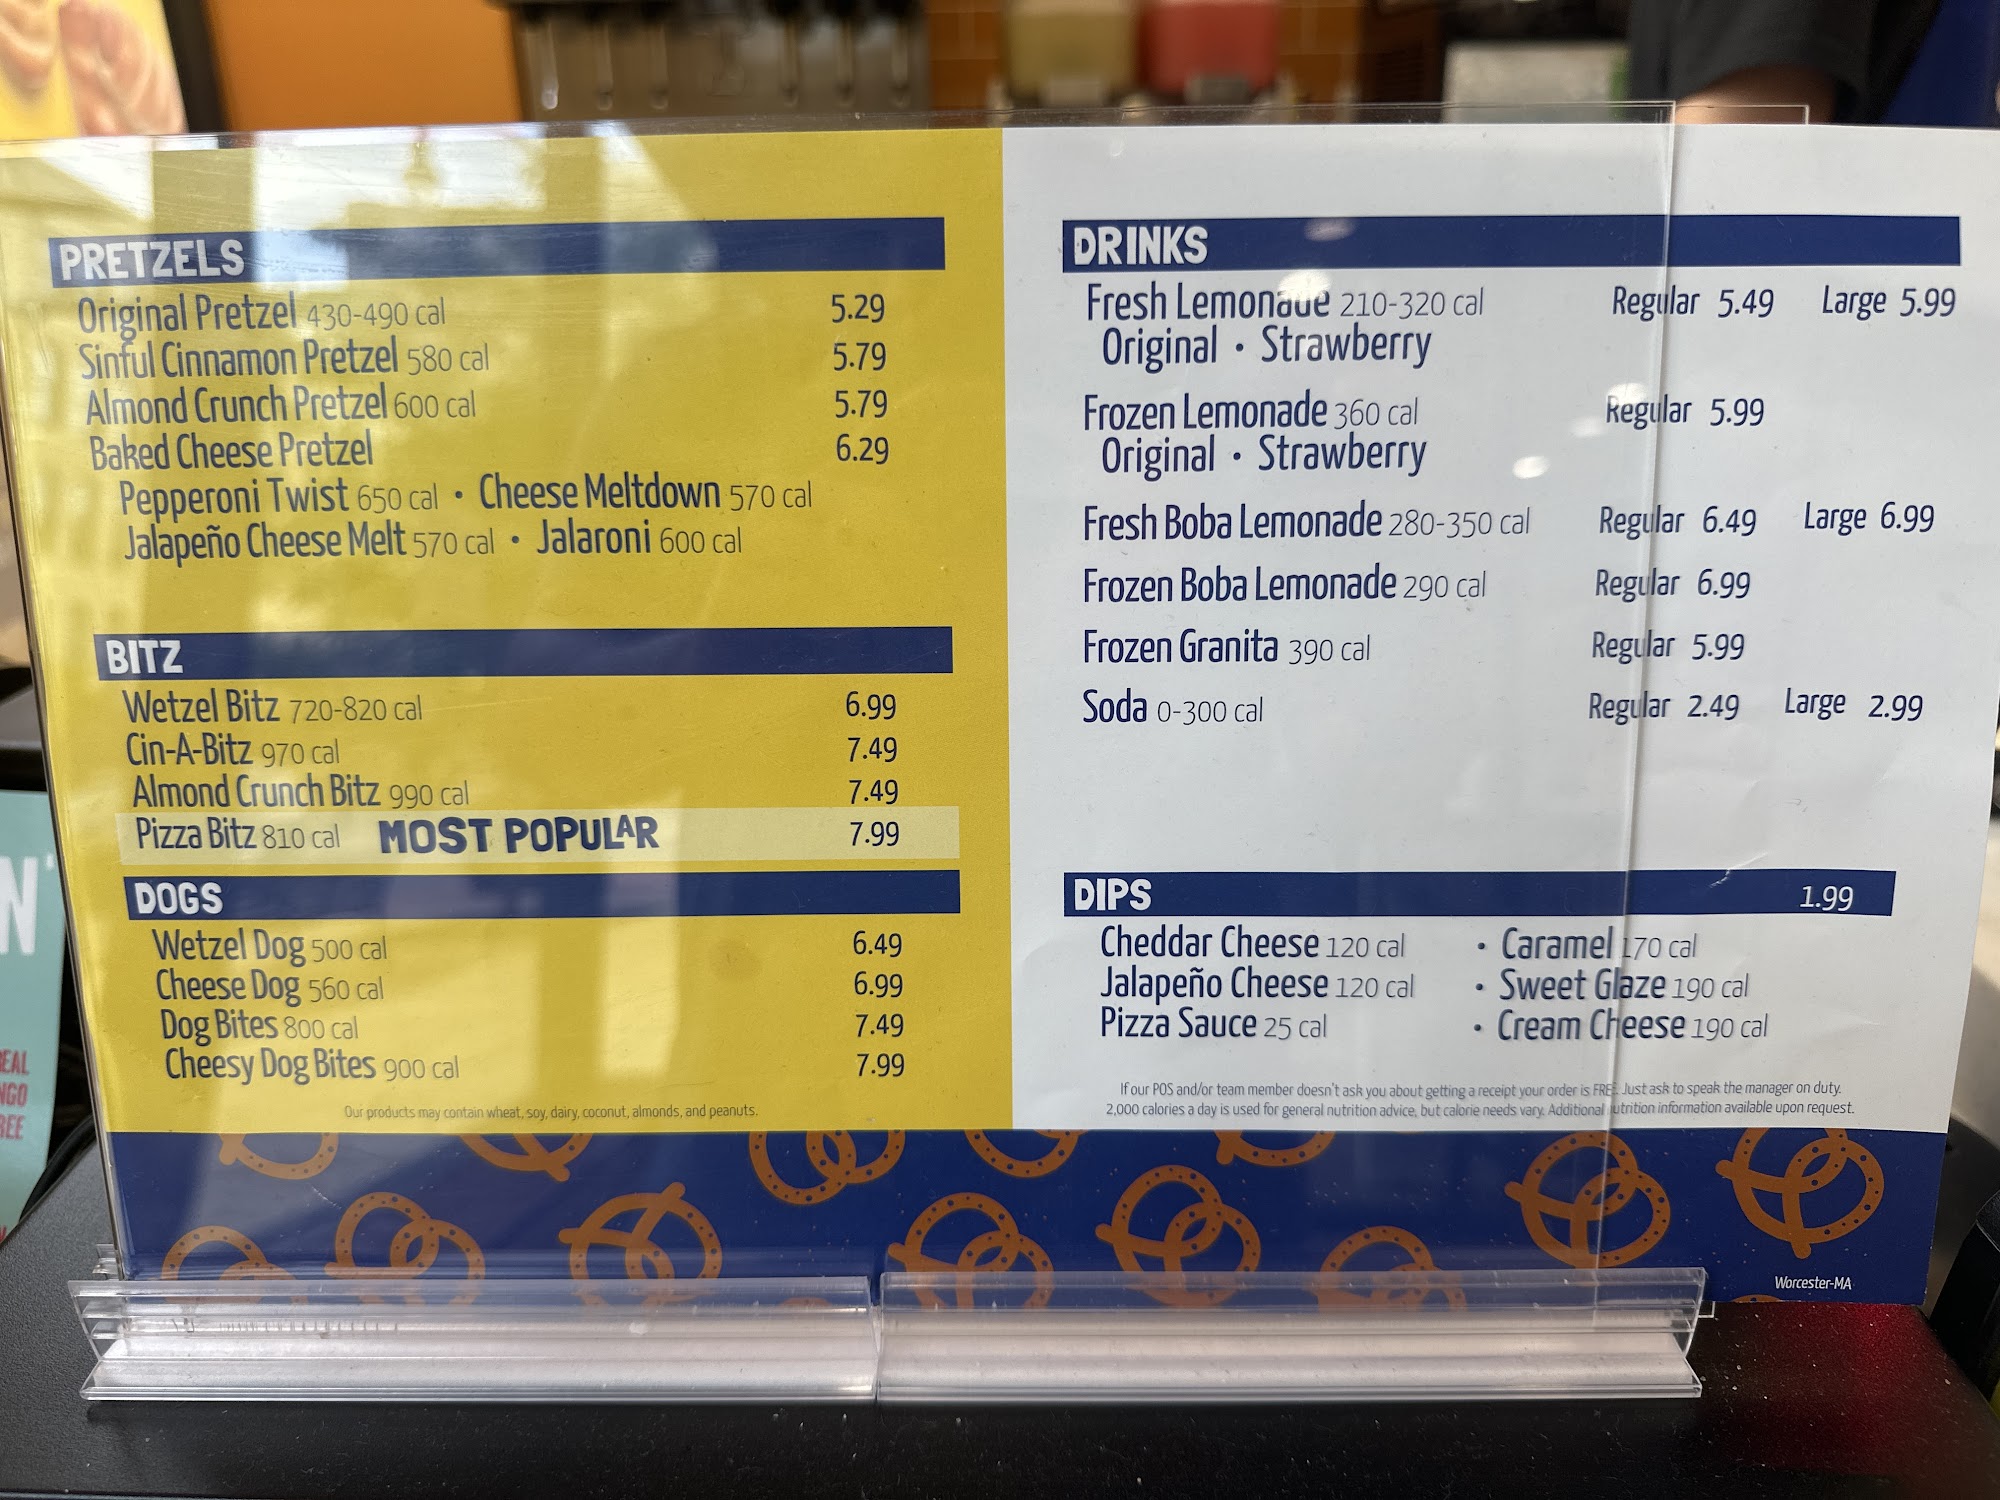 PRETZELS
Original Pretzel 430-490 cal 5.29
Sinful Cinnamon Pretzel 580 cal 5.79
Almond Crunch Pretzel 600 cal 5.79
Baked Cheese Pretzel 6.29
Pepperoni Twist 650 cal • Cheese Meltdown 570 cal
Jalapeño Cheese Melt 570 cal • Jalaroni 600 cal
BITZ
Wetzel Bitz 720-820 cal 6.99
Cin-A-Bitz 970 cal 7.49
Almond Crunch Bitz 990 cal 7.49
Pizza Bitz 810 cal MOST POPULAR 7.99
DOGS
Wetzel Dog 500 cal 6.49
Cheese Dog 560 cal 6.99
Dog Bites 800 cal 7.49
Cheesy Dog Bites 900 cal 7.99
Our products may contain wheat, soy, dairy, coconut, almonds, and peanuts.
DRINKS
Fresh Lemonade 210-320 cal Regular 5.49 Large 5.99
Original • Strawberry
Frozen Lemonade 360 cal Regular 5.99
Original • Strawberry
Fresh Boba Lemonade 280-350 cal Regular 6.49 Large 6.99
Frozen Boba Lemonade 290 cal Regular 6.99
Frozen Granita 390 cal Regular 5.99
Soda 0-300 cal Regular 2.49 Large 2.99
DIPS 1.99
Cheddar Cheese 120 cal • Caramel 170 cal
Jalapeño Cheese 120 cal • Sweet Glaze 190 cal
Pizza Sauce 25 cal • Cream Cheese 190 cal
If our POS and/or team member doesn't ask you about getting a receipt your order is FREE. Just ask to speak the manager on duty.
2,000 calories a day is used for general nutrition advice, but calorie needs vary. Additional nutrition information available upon request.
Worcester-MA